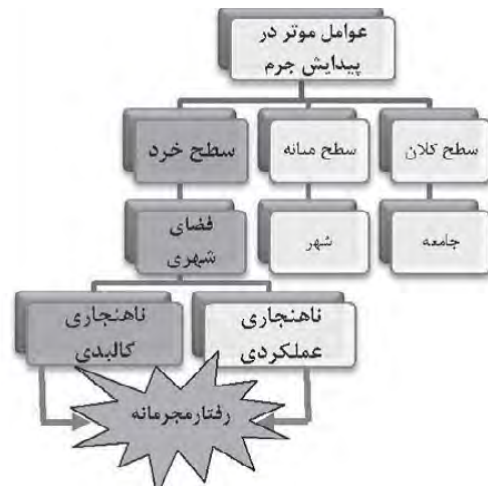 عوامل موتر در
پیدایش جرم
سطح کلان
سطح میانه
سطح خرد
جامعه
شهر
فضای
شهری
ناهنجاری
عملکردی
ناهنجاری
کالبدی
رفتارمجرمانه